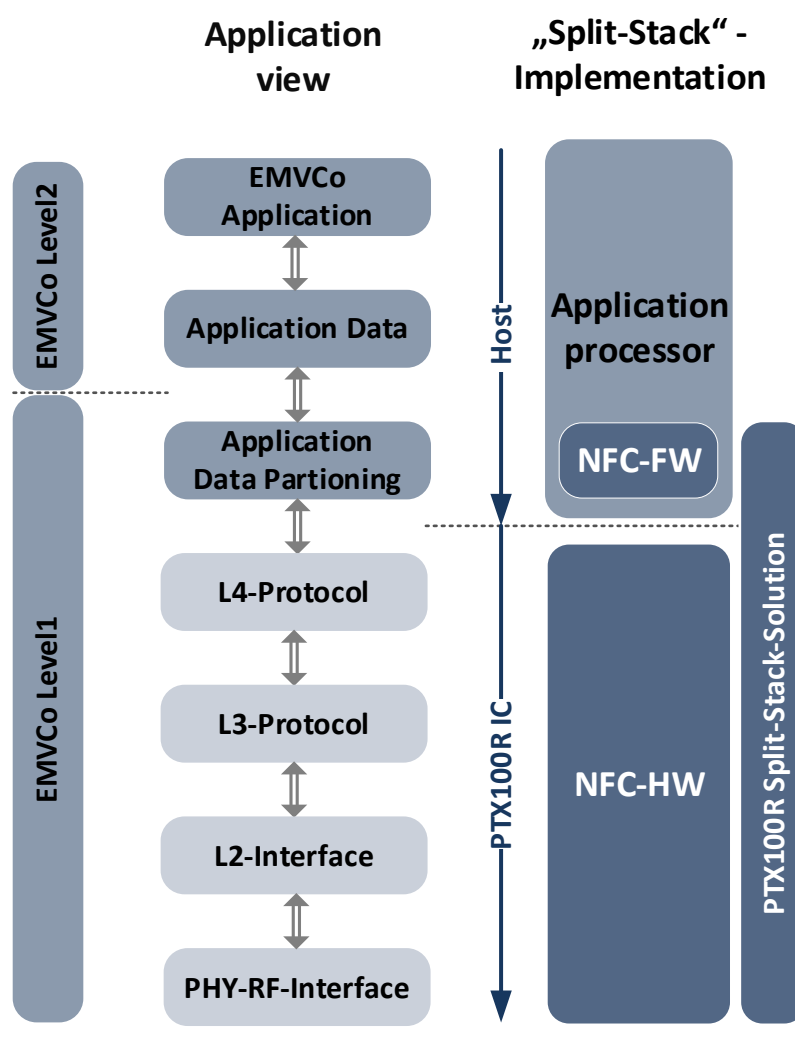 Application
view
„Split-Stack“ -
Implementation
EMVCo Level2
EMVCo
Application
Application Data
Host
Application
processor
NFC-FW
EMVCo Level1
Application
Data Partioning
L4-Protocol
L3-Protocol
L2-Interface
PHY-RF-Interface
PTX100R IC
NFC-HW
PTX100R Split-Stack-Solution